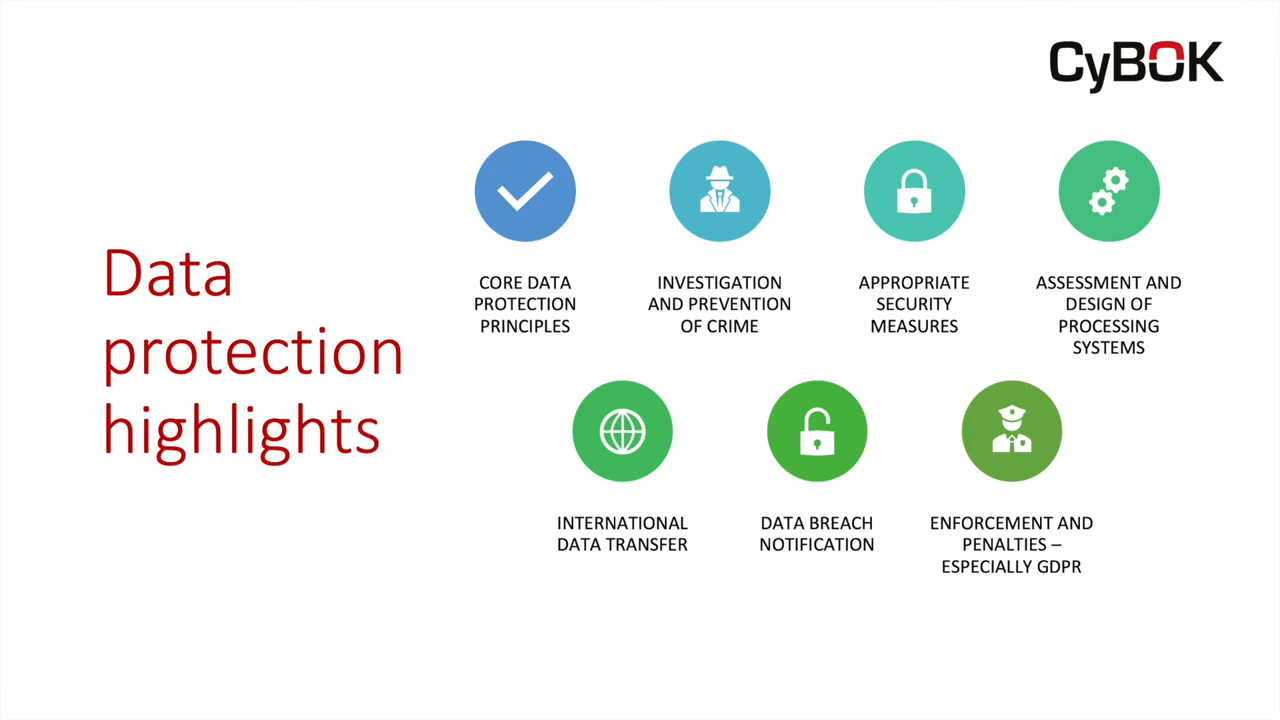 CyBOK
Data
protection
highlights
CORE DATA
PROTECTION
PRINCIPLES
INVESTIGATION
AND PREVENTION
OF CRIME
APPROPRIATE
SECURITY
MEASURES
ASSESSMENT AND
DESIGN OF
PROCESSING
SYSTEMS
INTERNATIONAL
DATA TRANSFER
DATA BREACH
NOTIFICATION
ENFORCEMENT AND
PENALTIES –
ESPECIALLY GDPR